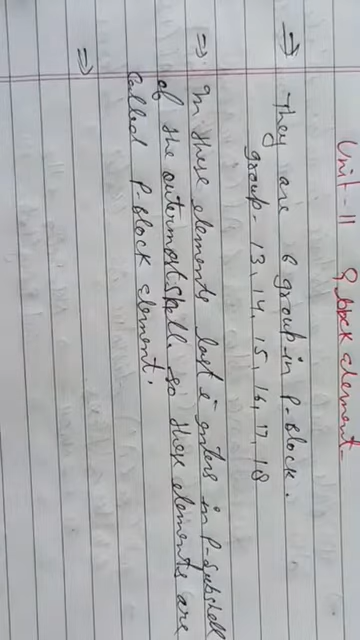 Unit-11 P block element-
→ They are 6 group in P-Block.
group- 13, 14, 15, 16, 17, 18
⇒ In these elements last e- enters in P-Subshell
of the outermost shell. so these elements are
called P-Block element.
⇒